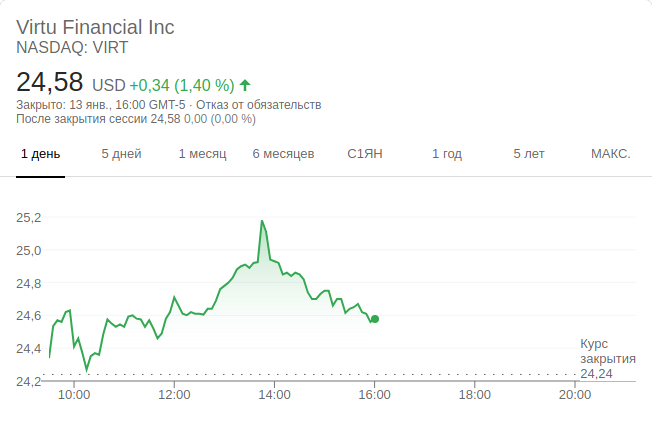 Virtu Financial Inc
NASDAQ: VIRT
24,58 USD +0,34 (1,40 %)
Закрыто: 13 янв., 16:00 GMT-5 · Отказ от обязательств
После закрытия сессии 24,58 0,00 (0,00 %)
1 день 5 дней 1 месяц 6 месяцев С1ЯН 1 год 5 лет МАКС.
25,2
25,0
24,8
24,6
24,4
24,2
Курс
закрытия
24,24
10:00 12:00 14:00 16:00 18:00 20:00